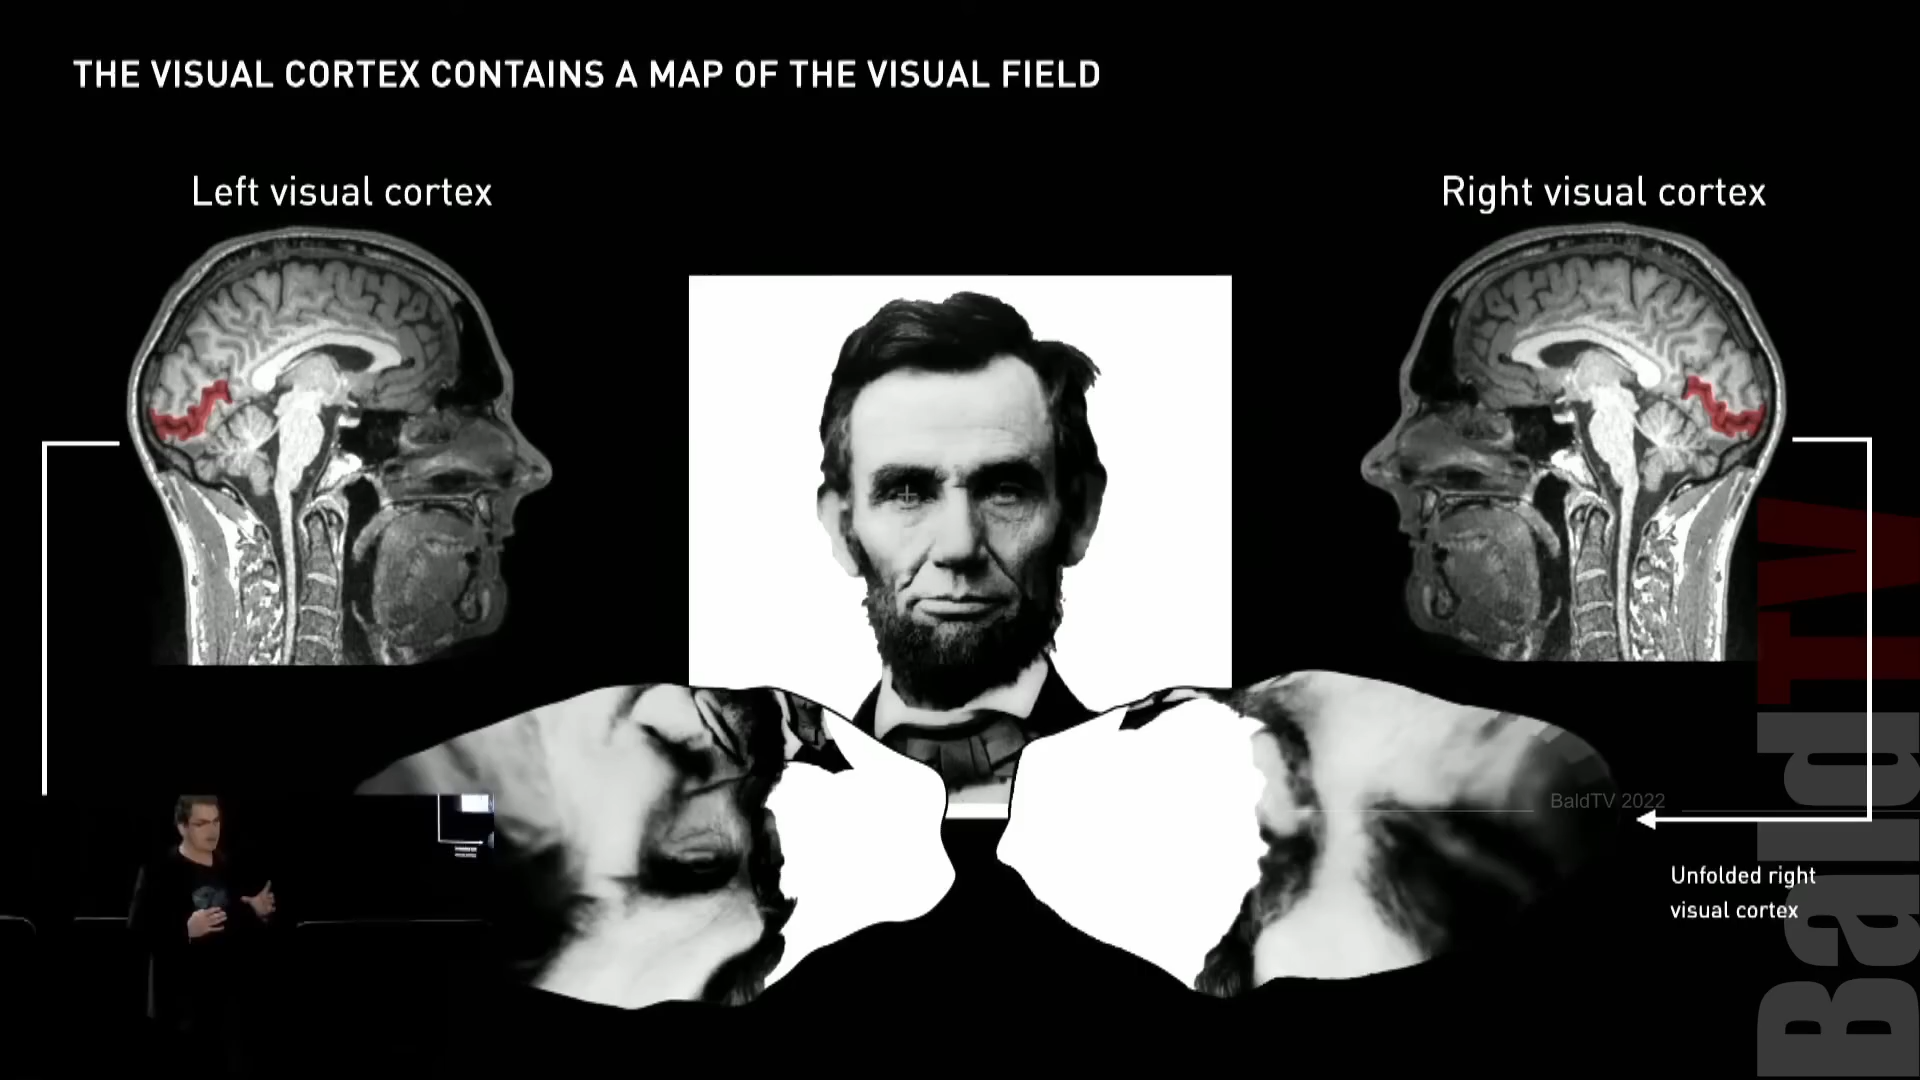 THE VISUAL CORTEX CONTAINS A MAP OF THE VISUAL FIELD
Left visual cortex
Right visual cortex
BaldTV 2022
Unfolded right
visual cortex
BaldTV